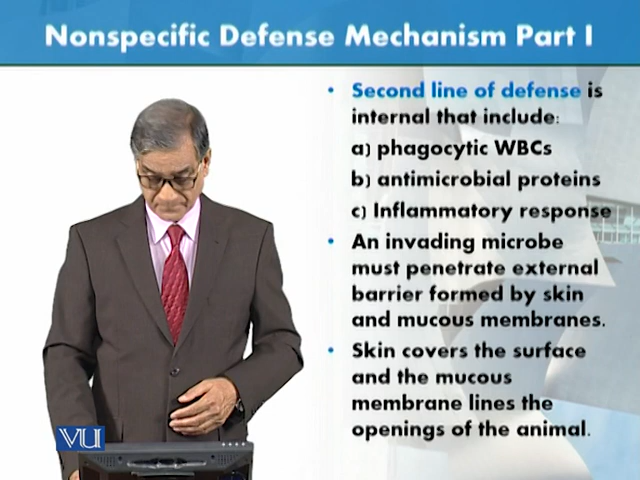 Nonspecific Defense Mechanism Part I
• Second line of defense is
internal that include:
a) phagocytic WBCs
b) antimicrobial proteins
c) Inflammatory response
• An invading microbe
must penetrate external
barrier formed by skin
and mucous membranes.
• Skin covers the surface
and the mucous
membrane lines the
openings of the animal.
VU